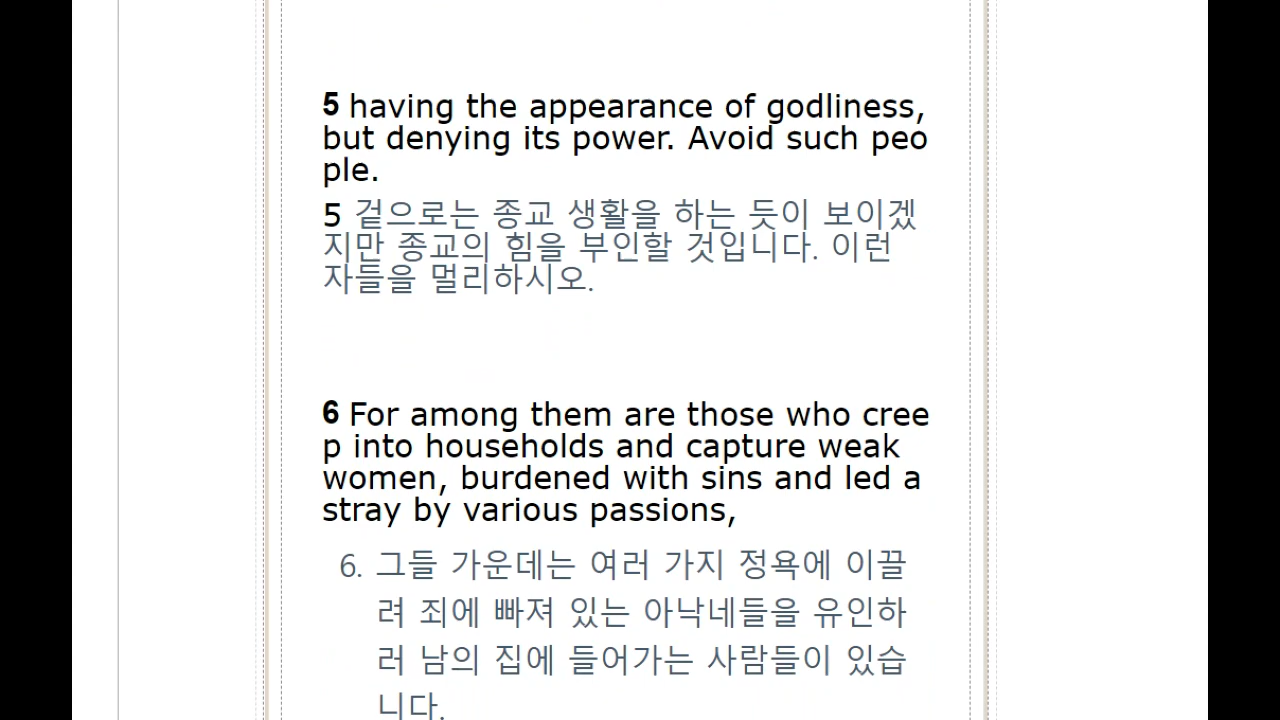 5 having the appearance of godliness,
but denying its power. Avoid such peo
ple.
5 겉으로는 종교 생활을 하는 듯이 보이겠
지만 종교의 힘을 부인할 것입니다. 이런
자들을 멀리하시오.
6 For among them are those who cree
p into households and capture weak
women, burdened with sins and led a
stray by various passions,
6. 그들 가운데는 여러 가지 정욕에 이끌
려 죄에 빠져 있는 아낙네들을 유인하
러 남의 집에 들어가는 사람들이 있습
니다.